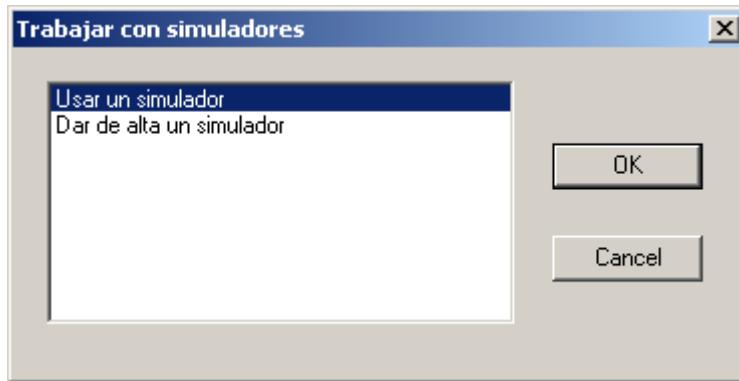 Trabajar con simuladores
Usar un simulador
Dar de alta un simulador
OK
Cancel